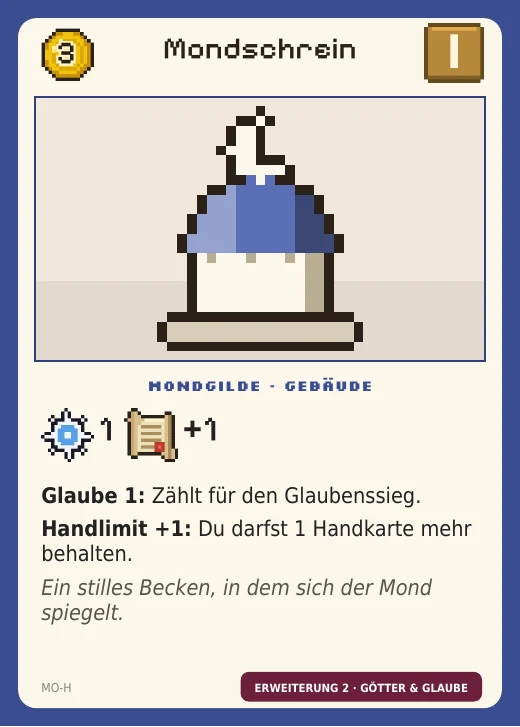 3
Mondschrein
I
MONDGILDE · GEBÄUDE
1 +1
Glaube 1: Zählt für den Glaubenssieg.
Handlimit +1: Du darfst 1 Handkarte mehr
behalten.
Ein stilles Becken, in dem sich der Mond
spiegelt.
MO-H
ERWEITERUNG 2 · GÖTTER & GLAUBE